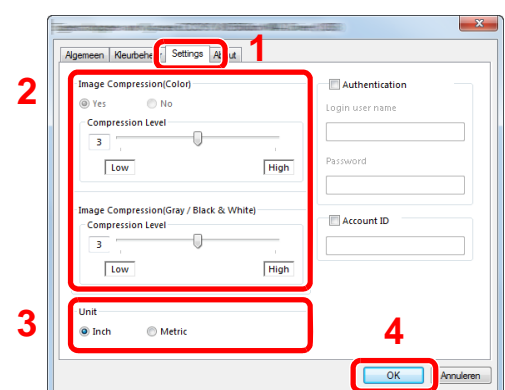 1
Algemeen Kleurbehe Settings Ab ut
2
Image Compression(Color)
Yes No
Compression Level
3
Low High
Image Compression(Gray / Black & White)
Compression Level
3
Low High
Authentication
Login user name
Password
Account ID
3
Unit
Inch Metric
4
OK Annuleren